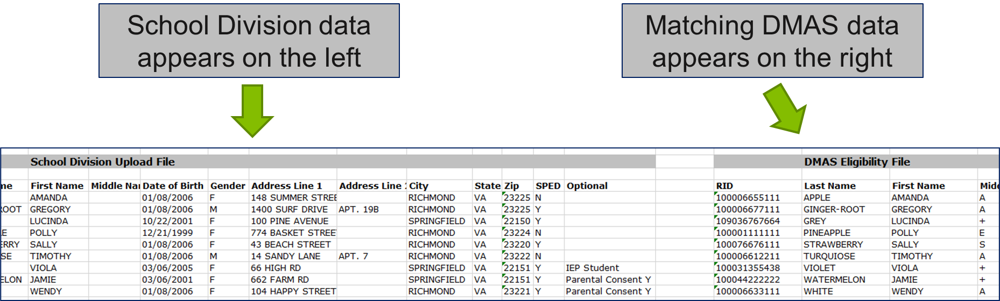 School Division data
appears on the left
Matching DMAS data
appears on the right
School Division Upload File DMAS Eligibility File
me First Name Middle Nar Date of Birth Gender Address Line 1 Address Line 2 City State Zip SPED Optional RID Last Name First Name Midd
AMANDA 01/08/2006 F 148 SUMMER STREE RICHMOND VA 23225 N 100006655111 APPLE AMANDA A
ROOT GREGORY 01/08/2006 M 1400 SURF DRIVE APT. 19B RICHMOND VA 23225 Y 100006677111 GINGER-ROOT GREGORY A
LUCINDA 10/22/2001 F 100 PINE AVENUE SPRINGFIELD VA 22150 Y 109036767664 GREY LUCINDA +
LE POLLY 12/21/1999 F 774 BASKET STREE RICHMOND VA 23224 N 100001111111 PINEAPPLE POLLY E
ERRY SALLY 01/08/2006 F 43 BEACH STREET RICHMOND VA 23220 Y 100076676111 STRAWBERRY SALLY S
SE TIMOTHY 01/08/2006 M 14 SANDY LANE APT. 7 RICHMOND VA 23222 N 100006612211 TURQUIOSE TIMOTHY A
VIOLA 03/06/2005 F 66 HIGH RD SPRINGFIELD VA 22151 Y IEP Student 100031355438 VIOLET VIOLA +
ELON JAMIE 03/06/2001 F 662 FARM RD SPRINGFIELD VA 22151 Y Parental Consent Y 100044222222 WATERMELON JAMIE +
WENDY 01/08/2006 F 104 HAPPY STREET RICHMOND VA 23221 Y Parental Consent Y 100006633111 WHITE WENDY A